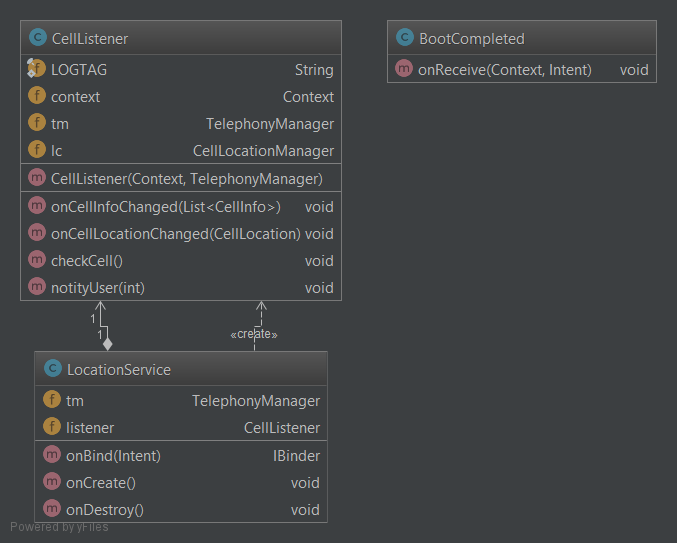 CellListener
LOGTAG String
context Context
tm TelephonyManager
lc CellLocationManager
CellListener(Context, TelephonyManager)
onCellInfoChanged(List<CellInfo>) void
onCellLocationChanged(CellLocation) void
checkCell() void
notityUser(int) void
BootCompleted
onReceive(Context, Intent) void
1
1
«create»
LocationService
tm TelephonyManager
listener CellListener
onBind(Intent) IBinder
onCreate() void
onDestroy() void
Powered by yFiles